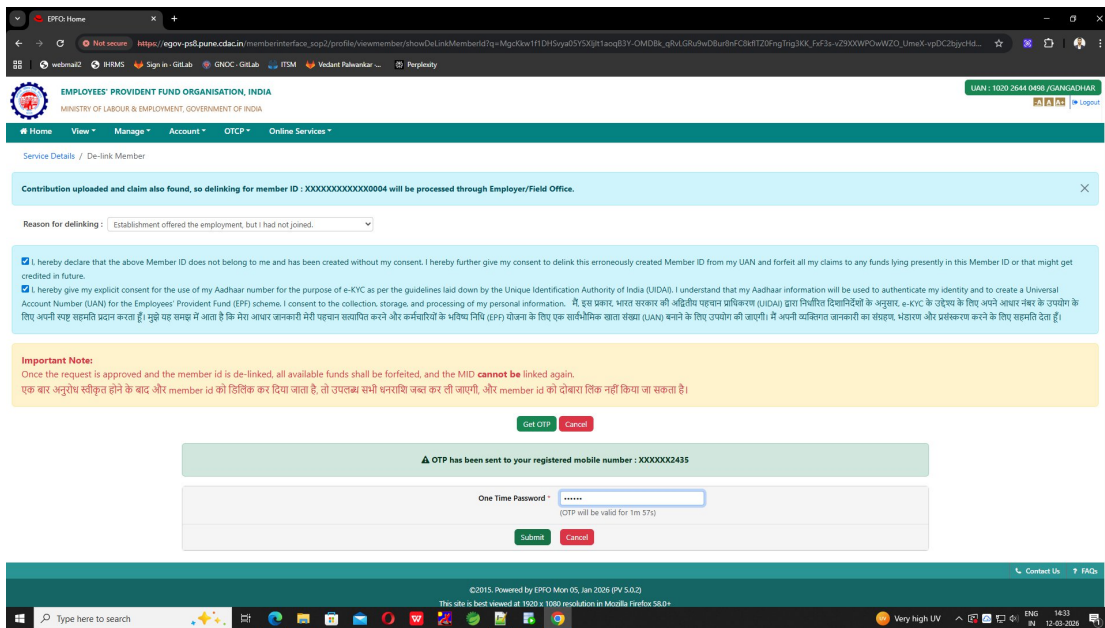 EPFO: Home
Not secure https://egov-ps8.pune.cdac.in/memberinterface_sop2/profile/viewmember/showDeLinkMemberId?q=
webmail2 IHRMS Sign in · GitLab GNOC - GitLab ITSM Vedant Palwankar -... Perplexity
EMPLOYEES' PROVIDENT FUND ORGANISATION, INDIA
MINISTRY OF LABOUR & EMPLOYMENT, GOVERNMENT OF INDIA
UAN : 1020 2644 0498 /GANGADHAR
-A A A+ Logout
Home View Manage Account OTCP Online Services
Service Details / De-link Member
Contribution uploaded and claim also found, so delinking for member ID : XXXXXXXXXXXX0004 will be processed through Employer/Field Office.
Reason for delinking : Establishment offered the employment, but I had not joined.
I, hereby declare that the above Member ID does not belong to me and has been created without my consent. I hereby further give my consent to delink this erroneously created Member ID from my UAN and forfeit all my claims to any funds lying presently in this Member ID or that might get
credited in future.
I, hereby give my explicit consent for the use of my Aadhaar number for the purpose of e-KYC as per the guidelines laid down by the Unique Identification Authority of India (UIDAI). I understand that my Aadhaar information will be used to authenticate my identity and to create a Universal
Account Number (UAN) for the Employees' Provident Fund (EPF) scheme. I consent to the collection, storage, and processing of my personal information. मैं, इस प्रकार, भारत सरकार की अद्वितीय पहचान प्राधिकरण (UIDAI) द्वारा निर्धारित दिशानिर्देशों के अनुसार, e-KYC के उद्देश्य के लिए अपने आधार नंबर के उपयोग के
लिए अपनी स्पष्ट सहमति प्रदान करता हूँ। मुझे यह समझ में आता है कि मेरा आधार जानकारी मेरी पहचान सत्यापित करने और कर्मचारियों के भविष्य निधि (EPF) योजना के लिए एक सार्वभौमिक खाता संख्या (UAN) बनाने के लिए उपयोग की जाएगी। मैं अपनी व्यक्तिगत जानकारी का संग्रहण, भंडारण और प्रसंस्करण करने के लिए सहमति देता हूँ।
Important Note:
Once the request is approved and the member id is de-linked, all available funds shall be forfeited, and the MID cannot be linked again.
एक बार अनुरोध स्वीकृत होने के बाद और member id को डिलिंक कर दिया जाता है, तो उपलब्ध सभी धनराशि जब्त कर ली जाएगी, और member id को दोबारा लिंक नहीं किया जा सकता है।
Get OTP Cancel
OTP has been sent to your registered mobile number : XXXXXX2435
One Time Password * ••••••
(OTP will be valid for 1m 57s)
Submit Cancel
Contact Us ? FAQs
©2015. Powered by EPFO Mon 05, Jan 2026 (PV 5.0.2)
This site is best viewed at 1920 x 1080 resolution in Mozilla Firefox 58.0+
Type here to search
Very high UV
ENG 14:33
IN 12-03-2026